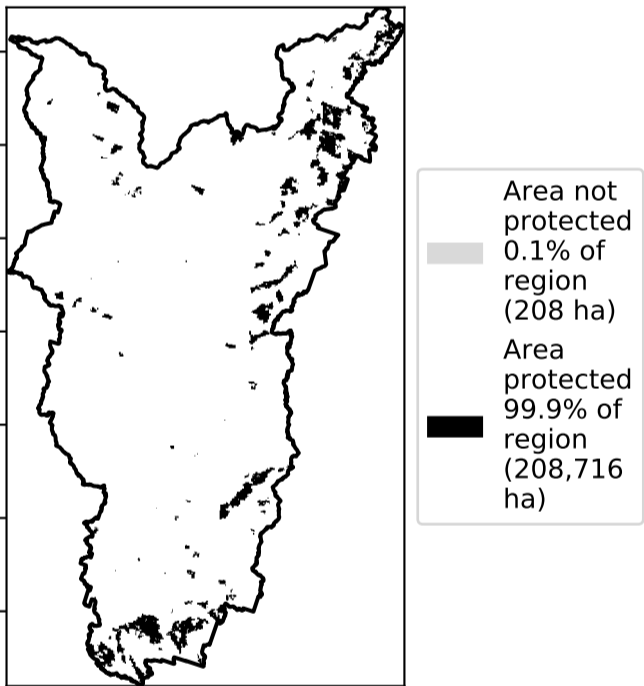 Area not
protected
0.1% of
region
(208 ha)
Area
protected
99.9% of
region
(208,716
ha)